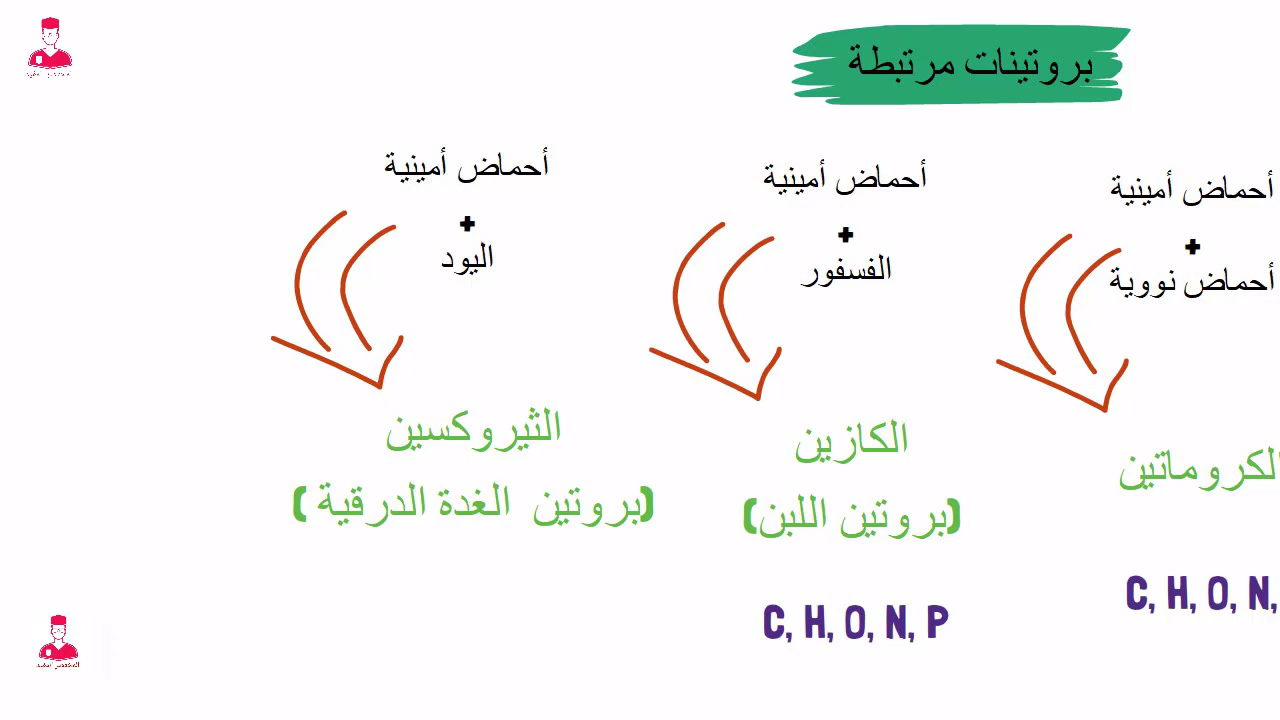 بروتينات مرتبطة
أحماض أمينية
+
أحماض نووية
الكروماتين
C, H, O, N,
أحماض أمينية
+
الفسفور
الكازين
(بروتين اللبن)
C, H, O, N, P
أحماض أمينية
+
اليود
الثيروكسين
(بروتين الغدة الدرقية )